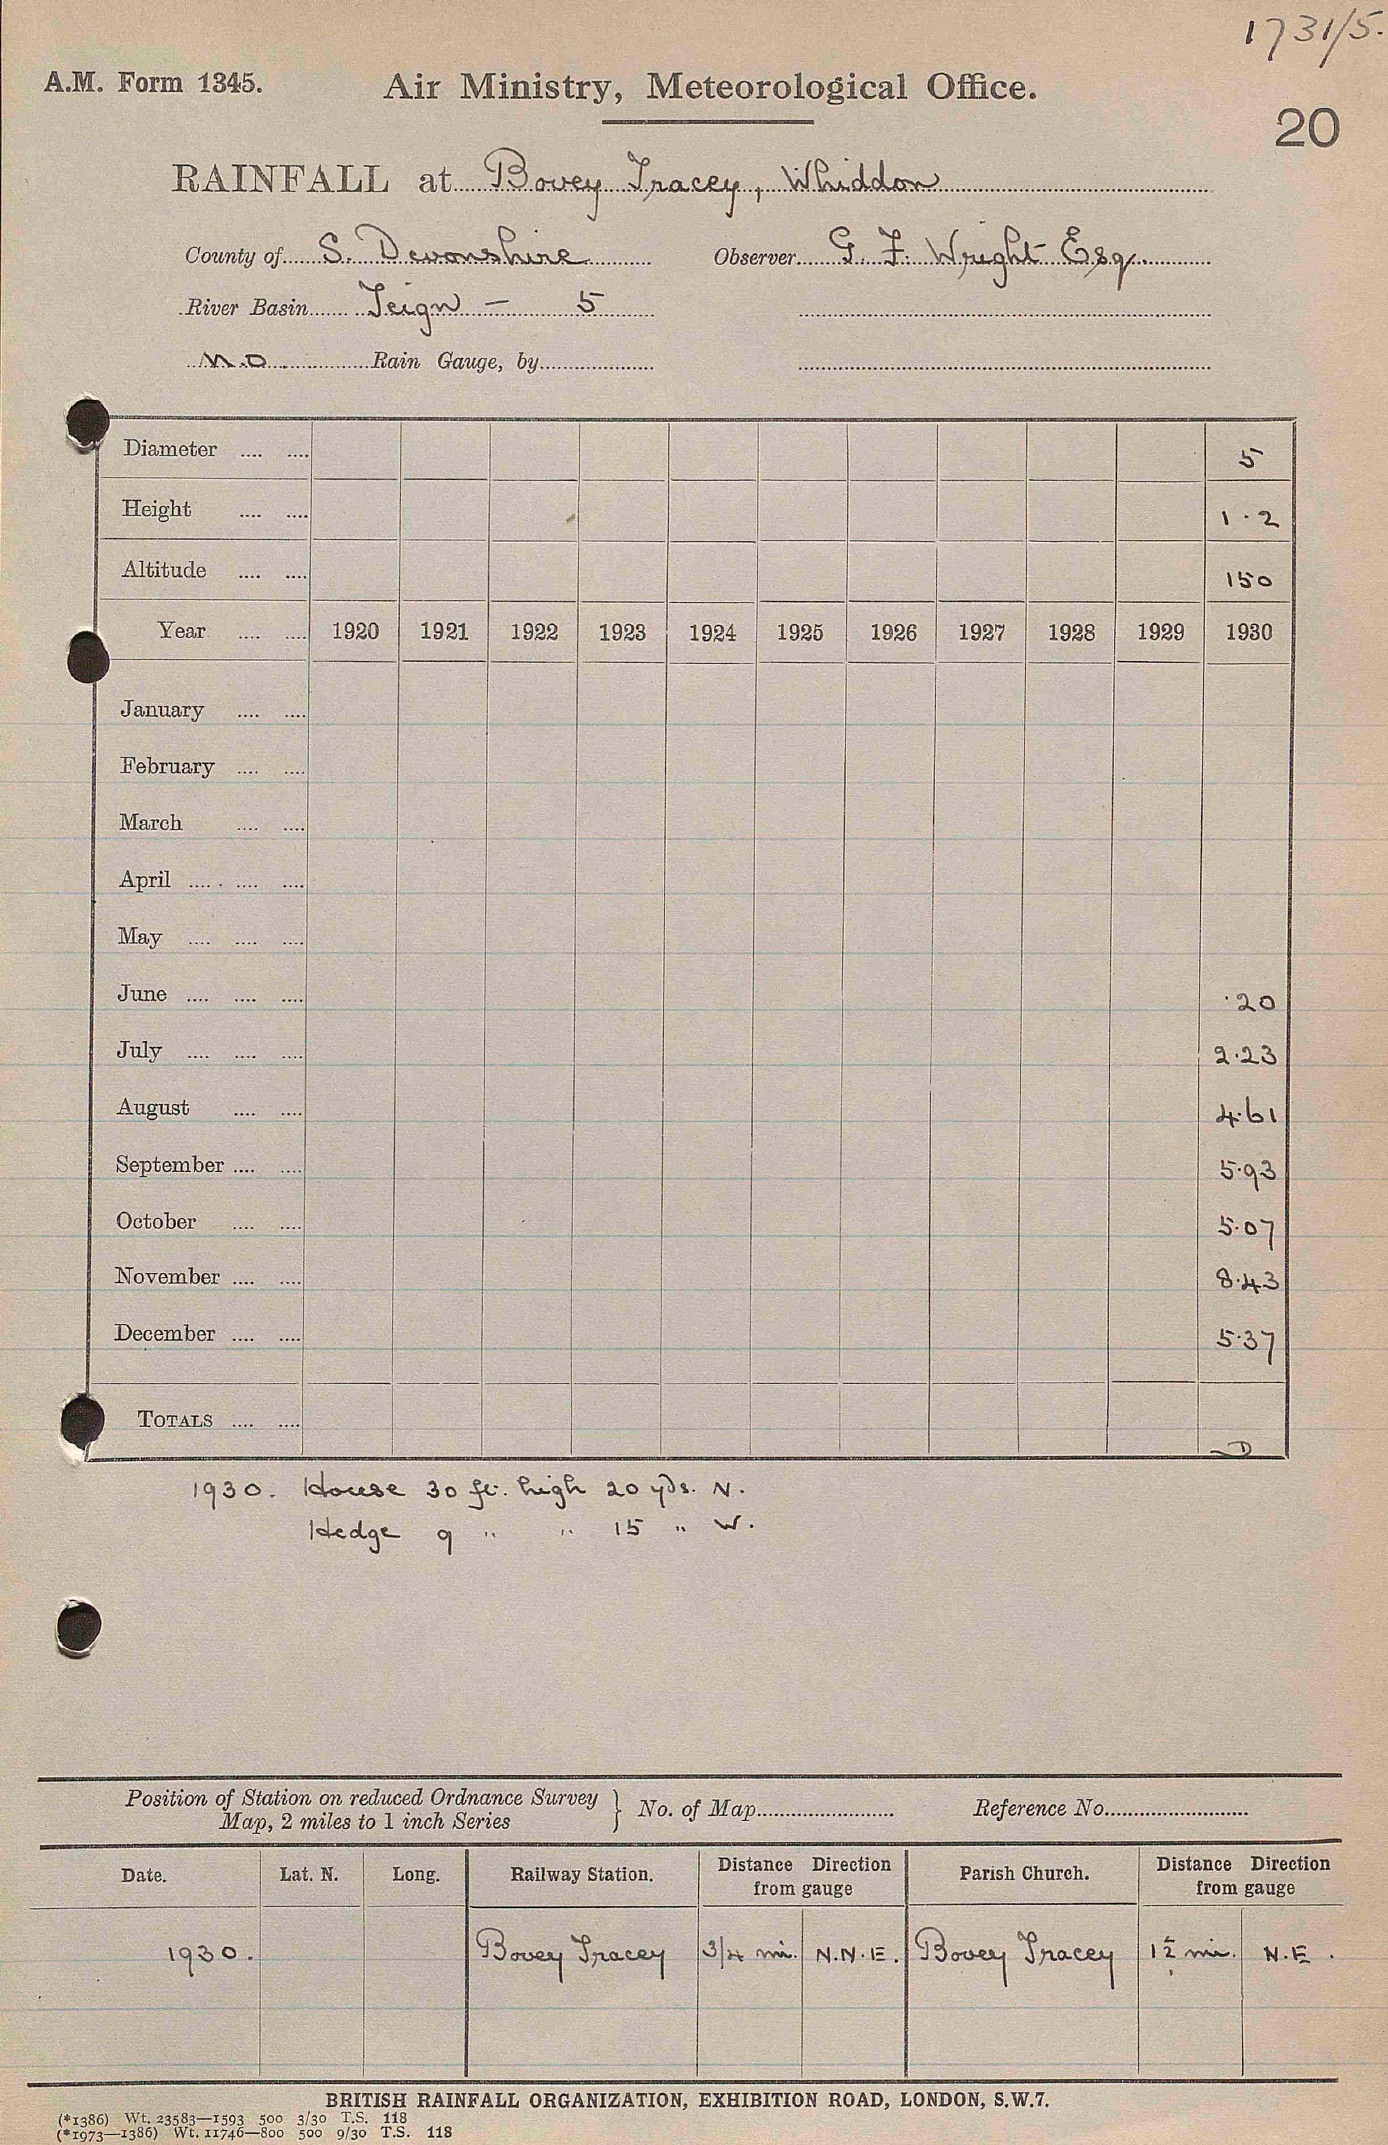 1731/5.
A.M. Form 1345. Air Ministry, Meteorological Office.
20
RAINFALL at Bovey Tracey, Whiddon
County of S. Devonshire Observer G. F. Wright Esq.
River Basin Teign — 5
M.O. Rain Gauge, by
Diameter .... .... 5
Height .... .... 1.2
Altitude .... .... 150
Year .... .... 1920 1921 1922 1923 1924 1925 1926 1927 1928 1929 1930
January .... ....
February .... ....
March .... ....
April .... .... ....
May .... .... ....
June .... .... .... .20
July .... .... .... 2.23
August .... .... 4.61
September .... .... 5.93
October .... .... 5.07
November .... .... 8.43
December .... .... 5.37
TOTALS .... .... D
1930. House 30 ft. high 20 yds. N.
Hedge 9 " " 15 " W.
Position of Station on reduced Ordnance Survey
Map, 2 miles to 1 inch Series } No. of Map Reference No.
Date. Lat. N. Long. Railway Station. Distance Direction from gauge Parish Church. Distance Direction from gauge
1930. Bovey Tracey 3/4 mi. N.N.E. Bovey Tracey 1½ mi. N.E.
BRITISH RAINFALL ORGANIZATION, EXHIBITION ROAD, LONDON, S.W.7.
(*1386) Wt. 23583—1593 500 3/30 T.S. 118
(*1973—1386) Wt. 11746—800 500 9/30 T.S. 118